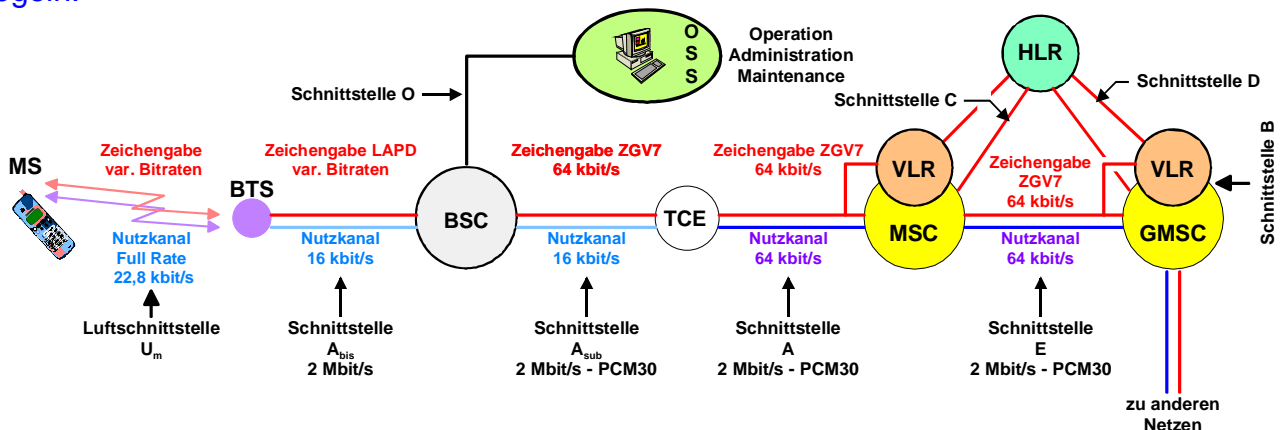 egeln.
O
S
S
Operation
Administration
Maintenance
HLR
Schnittstelle O
Schnittstelle C
Schnittstelle D
Schnittstelle B
MS
Zeichengabe
var. Bitraten
BTS
Zeichengabe LAPD
var. Bitraten
Zeichengabe ZGV7
64 kbit/s
Zeichengabe ZGV7
64 kbit/s
VLR
Zeichengabe
ZGV7
64 kbit/s
VLR
BSC
TCE
MSC
GMSC
Nutzkanal
Full Rate
22,8 kbit/s
Nutzkanal
16 kbit/s
Nutzkanal
16 kbit/s
Nutzkanal
64 kbit/s
Nutzkanal
64 kbit/s
Luftschnittstelle
Um
Schnittstelle
Abis
2 Mbit/s
Schnittstelle
Asub
2 Mbit/s - PCM30
Schnittstelle
A
2 Mbit/s - PCM30
Schnittstelle
E
2 Mbit/s - PCM30
zu anderen
Netzen